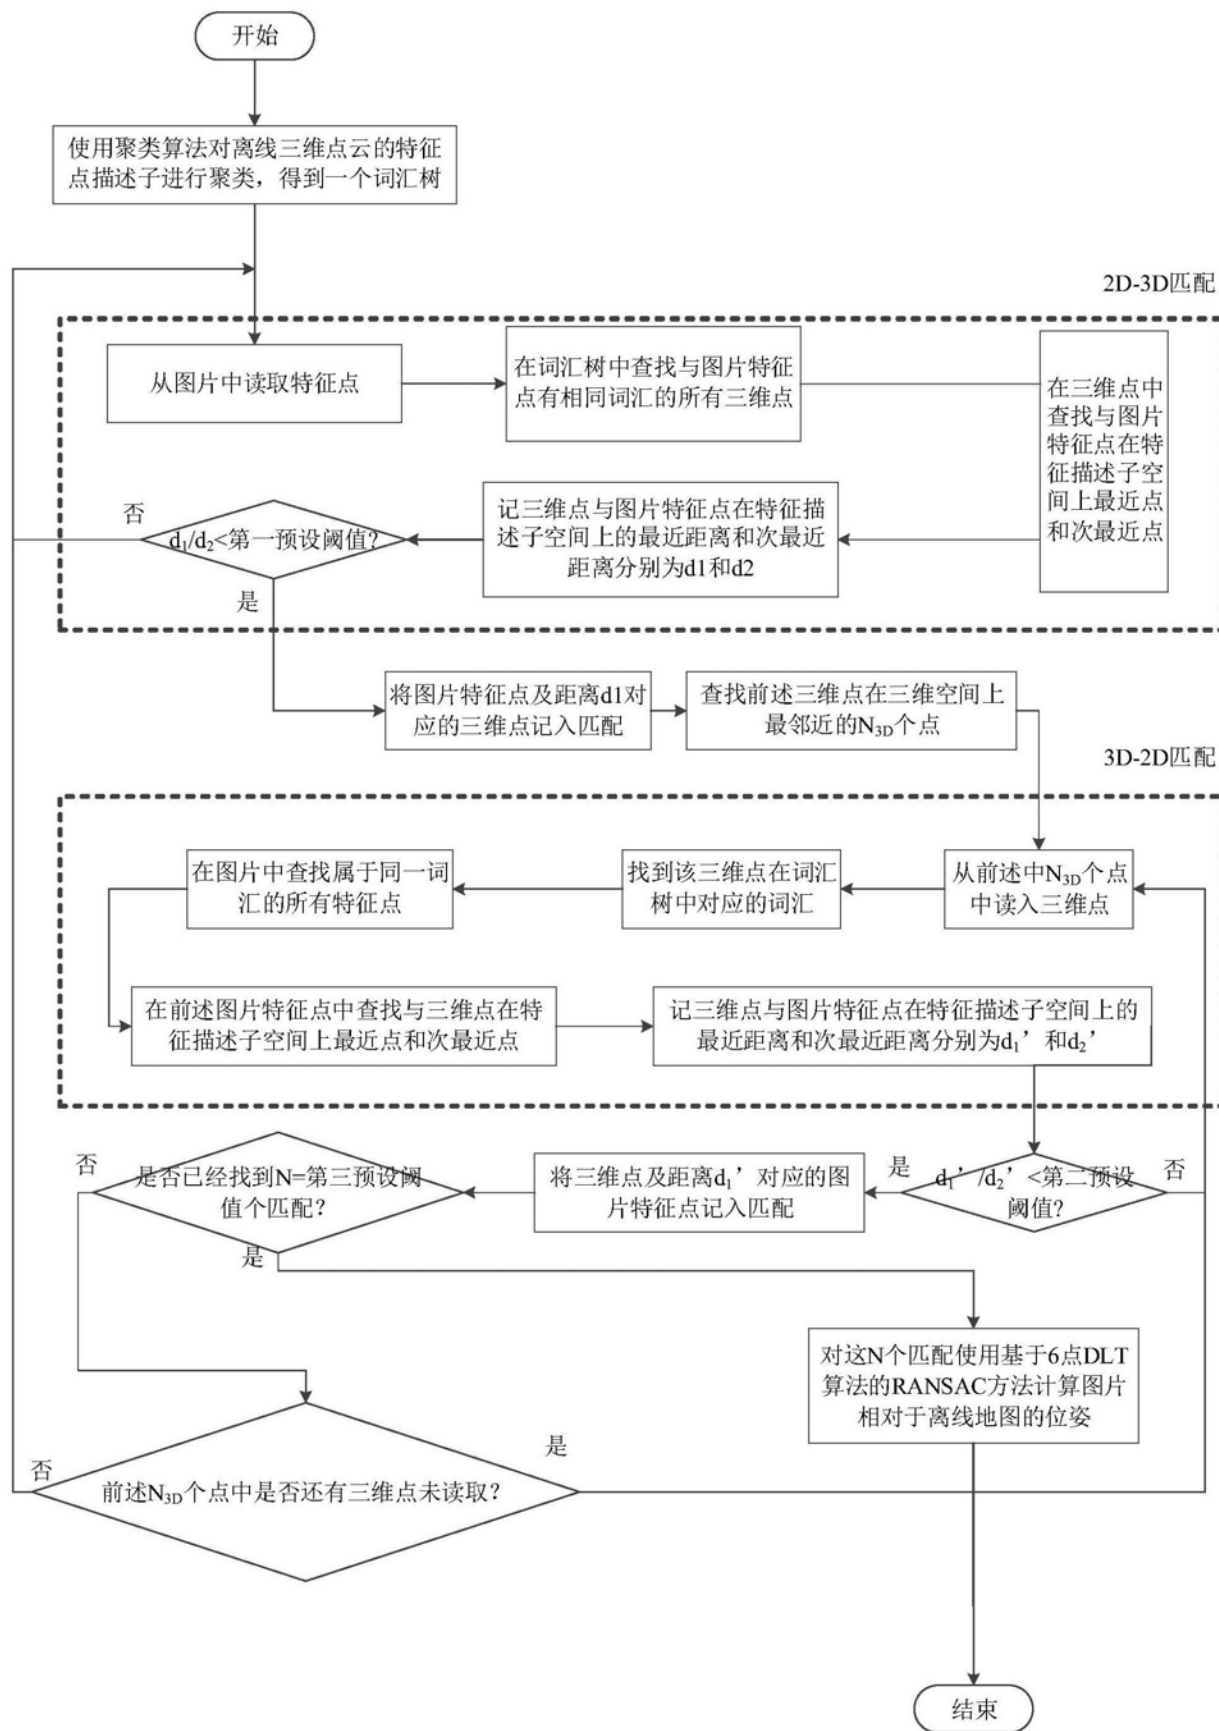 开始
使用聚类算法对离线三维点云的特征
点描述子进行聚类，得到一个词汇树
2D-3D匹配
从图片中读取特征点
在词汇树中查找与图片特征
点有相同词汇的所有三维点
在三维点中
查找与图片
特征点在特
征描述子空
间上最近点
和次最近点
记三维点与图片特征点在特征描
述子空间上的最近距离和次最近
距离分别为d1和d2
否
d₁/d₂<第一预设阈值？
是
将图片特征点及距离d1对
应的三维点记入匹配
查找前述三维点在三维空间上
最邻近的N₃D个点
3D-2D匹配
从前述中N₃D个点
中读入三维点
找到该三维点在词汇
树中对应的词汇
在图片中查找属于同一词
汇的所有特征点
在前述图片特征点中查找与三维点在特
征描述子空间上最近点和次最近点
记三维点与图片特征点在特征描述子空间上的
最近距离和次最近距离分别为d₁’和d₂’
d₁’/d₂’<第二预设
阈值？
否
是
将三维点及距离d₁’对应的图
片特征点记入匹配
否
是否已经找到N=第三预设阈
值个匹配？
是
对这N个匹配使用基于6点DLT
算法的RANSAC方法计算图片
相对于离线地图的位姿
否
前述N₃D个点中是否还有三维点未读取？
是
结束